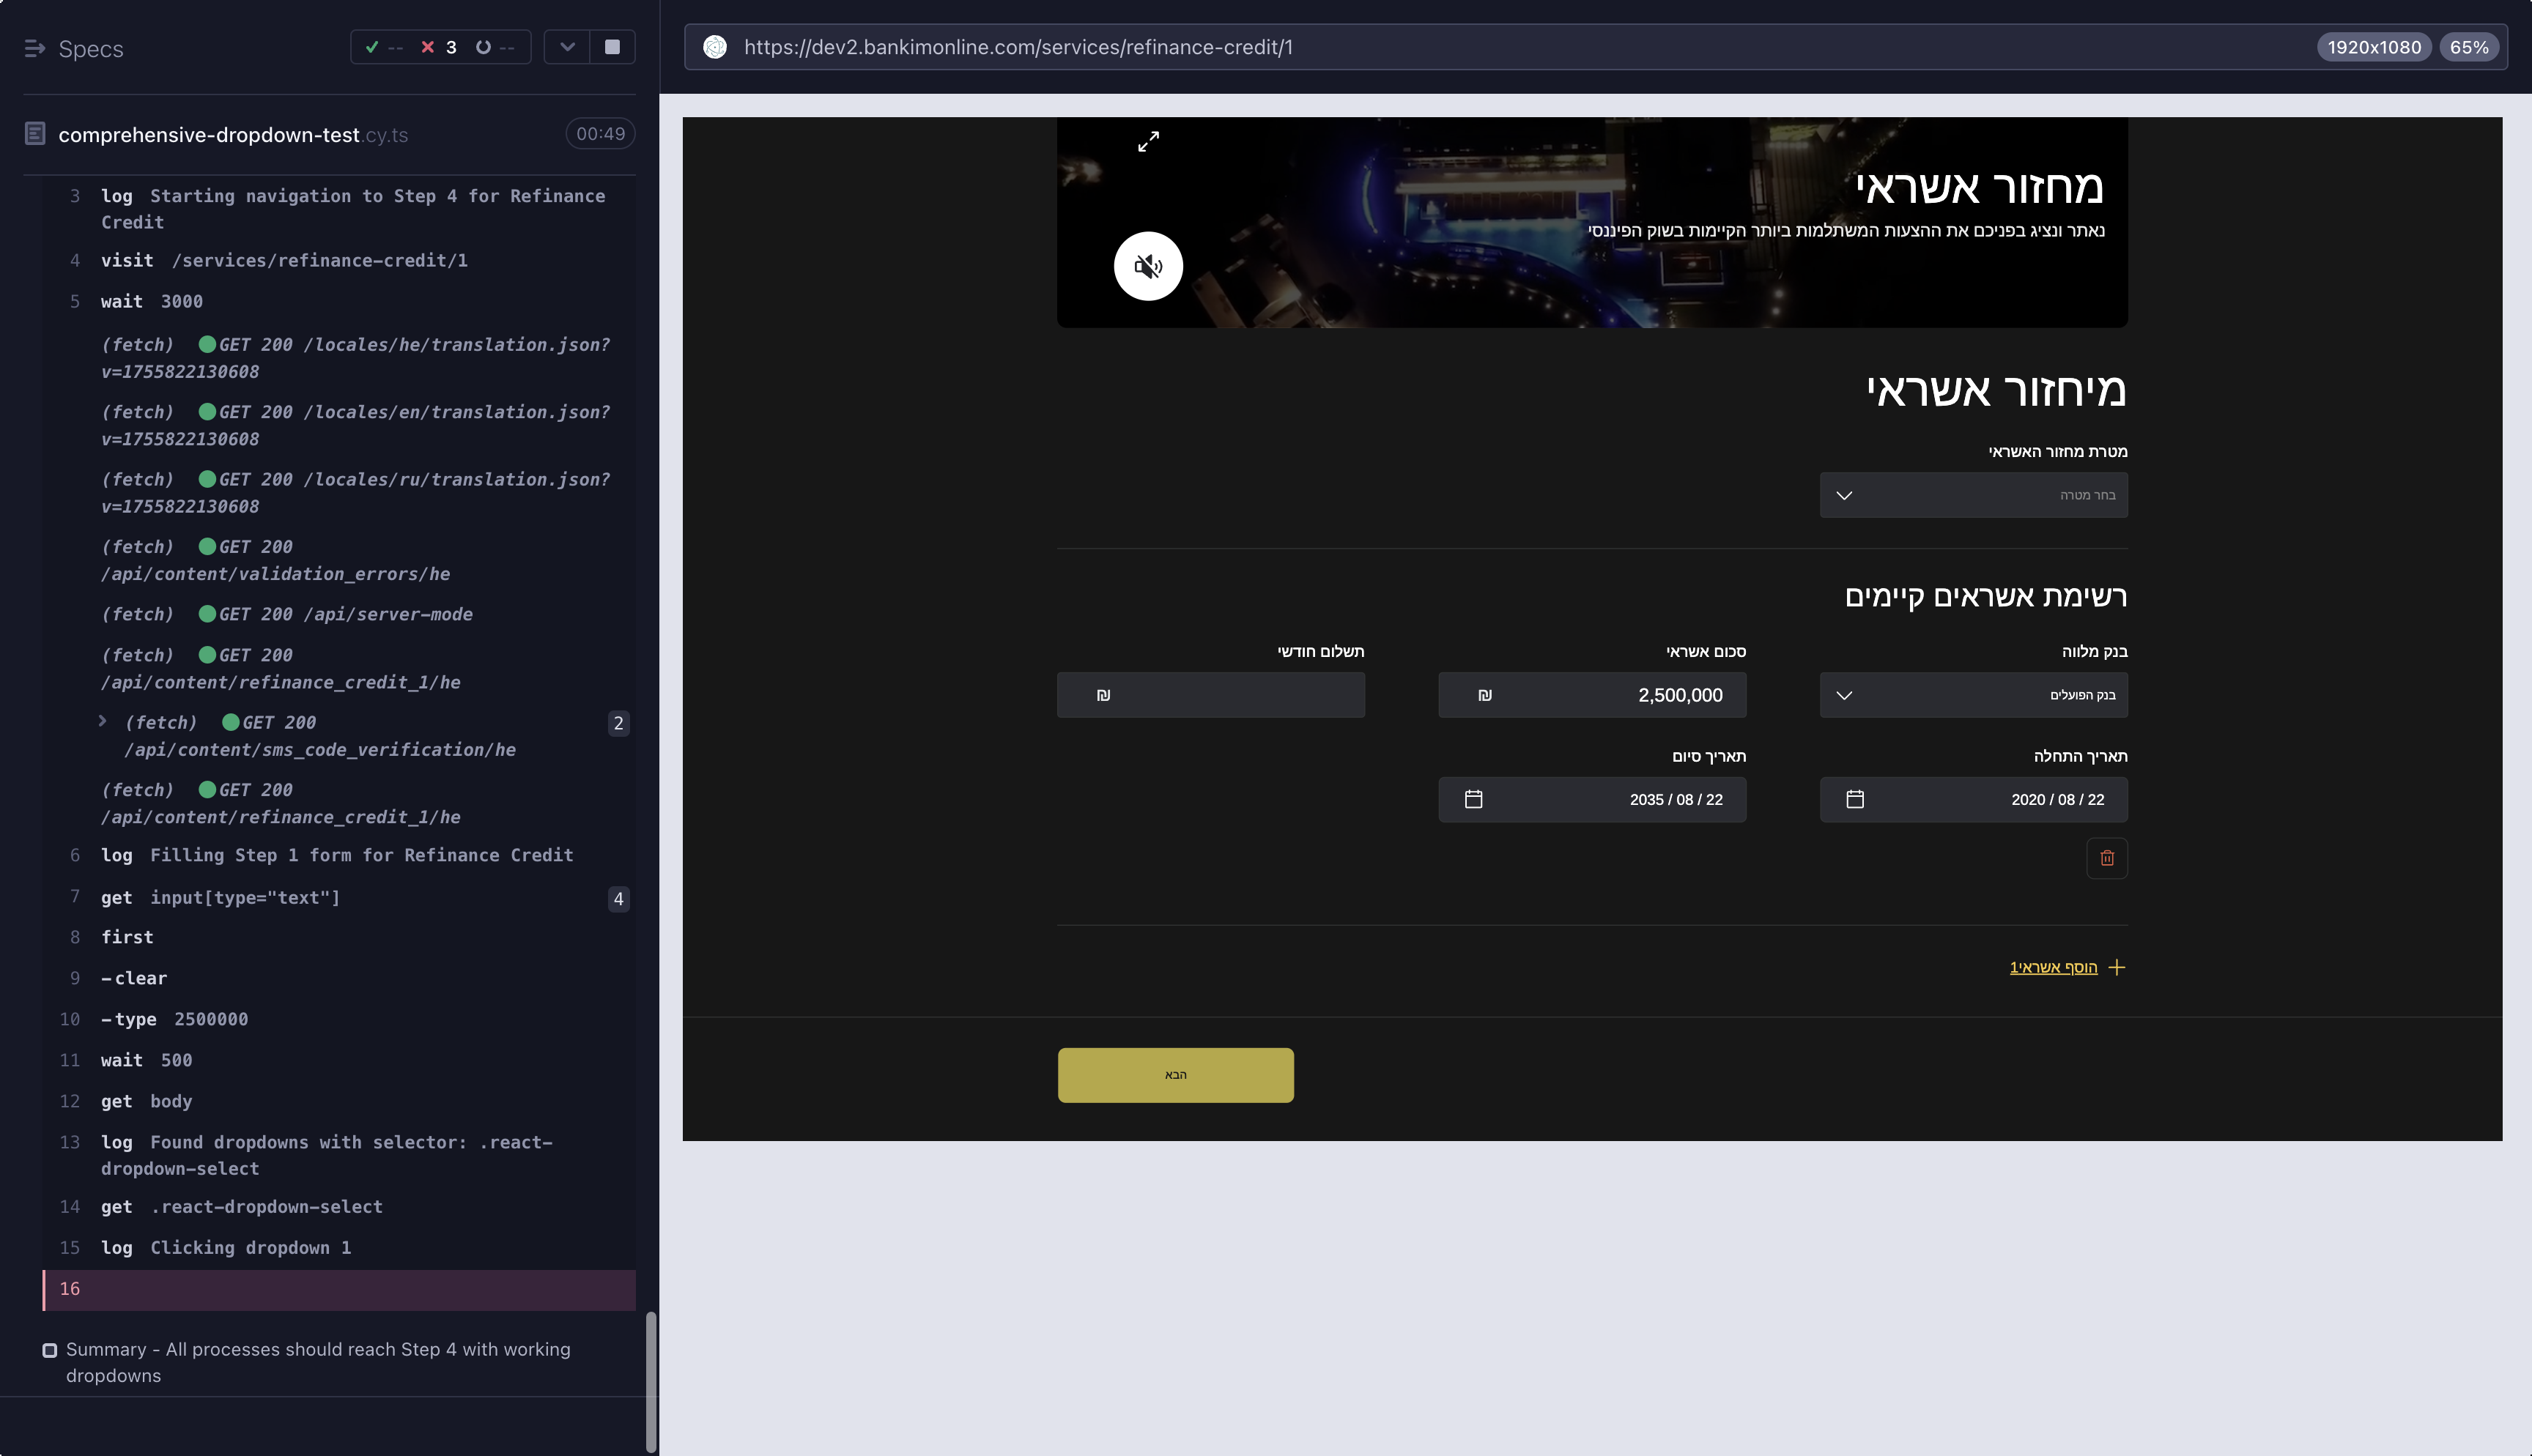 Specs
-- 3 --
comprehensive-dropdown-test.cy.ts 00:49
3 log Starting navigation to Step 4 for Refinance
Credit
4 visit /services/refinance-credit/1
5 wait 3000
(fetch) GET 200 /locales/he/translation.json?
v=1755822130608
(fetch) GET 200 /locales/en/translation.json?
v=1755822130608
(fetch) GET 200 /locales/ru/translation.json?
v=1755822130608
(fetch) GET 200
/api/content/validation_errors/he
(fetch) GET 200 /api/server-mode
(fetch) GET 200
/api/content/refinance_credit_1/he
(fetch) GET 200 2
/api/content/sms_code_verification/he
(fetch) GET 200
/api/content/refinance_credit_1/he
6 log Filling Step 1 form for Refinance Credit
7 get input[type="text"] 4
8 first
9 -clear
10 -type 2500000
11 wait 500
12 get body
13 log Found dropdowns with selector: .react-
dropdown-select
14 get .react-dropdown-select
15 log Clicking dropdown 1
16
Summary - All processes should reach Step 4 with working
dropdowns
https://dev2.bankimonline.com/services/refinance-credit/1 1920x1080 65%
מחזור אשראי
נאתר ונציג בפניכם את ההצעות המשתלמות ביותר הקיימות בשוק הפיננסי
מיחזור אשראי
מטרת מחזור האשראי
בחר מטרה
רשימת אשראים קיימים
בנק מלווה סכום אשראי תשלום חודשי
בנק הפועלים 2,500,000 ₪ ₪
תאריך התחלה תאריך סיום
2020 / 08 / 22 2035 / 08 / 22
הוסף אשראי1
הבא